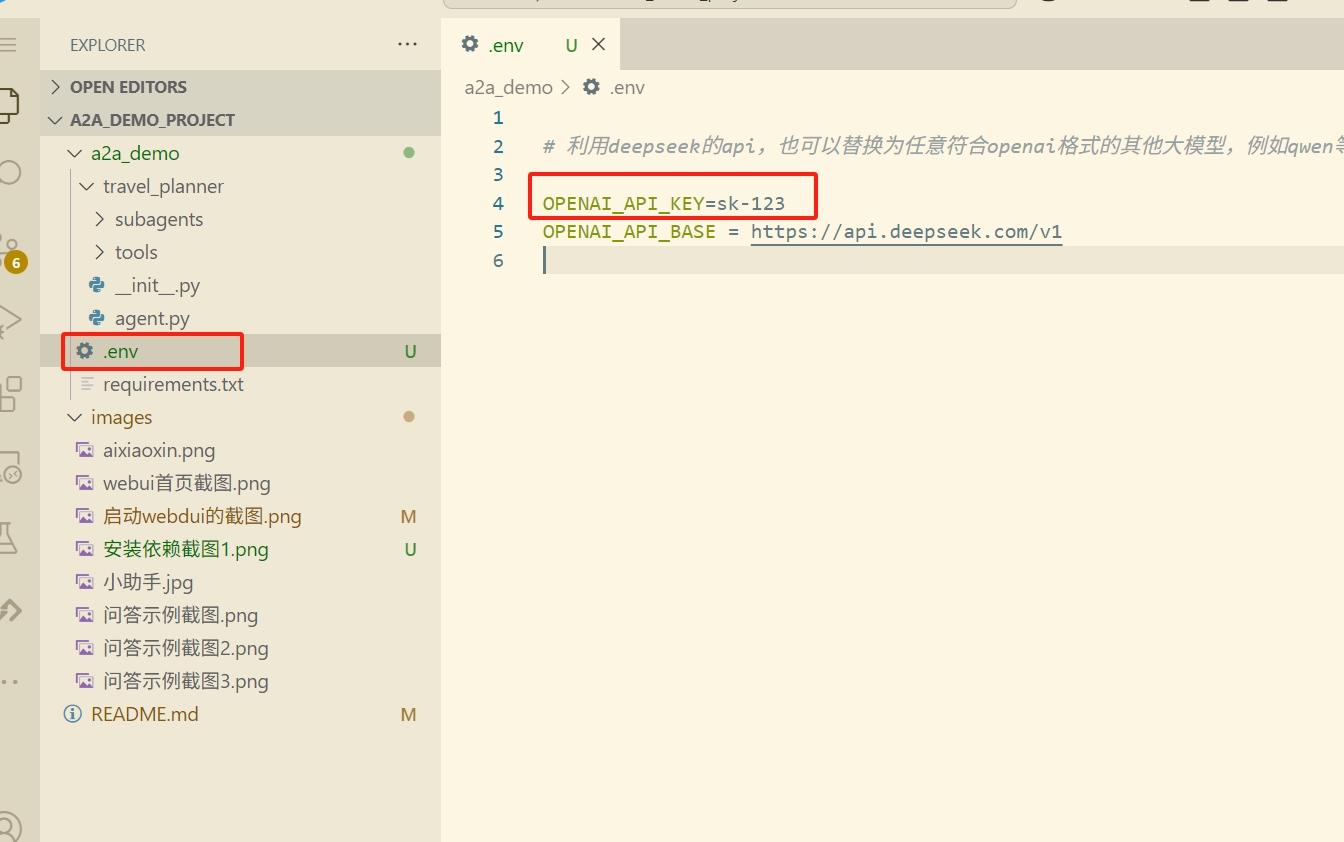 EXPLORER
OPEN EDITORS
A2A_DEMO_PROJECT
a2a_demo
travel_planner
subagents
tools
__init__.py
agent.py
.env U
requirements.txt
images
aixiaoxin.png
webui首页截图.png
启动webdui的截图.png M
安装依赖截图1.png U
小助手.jpg
问答示例截图.png
问答示例截图2.png
问答示例截图3.png
README.md M
6
.env U
a2a_demo > .env
1
2 # 利用deepseek的api，也可以替换为任意符合openai格式的其他大模型，例如qwen等
3
4 OPENAI_API_KEY=sk-123
5 OPENAI_API_BASE = https://api.deepseek.com/v1
6